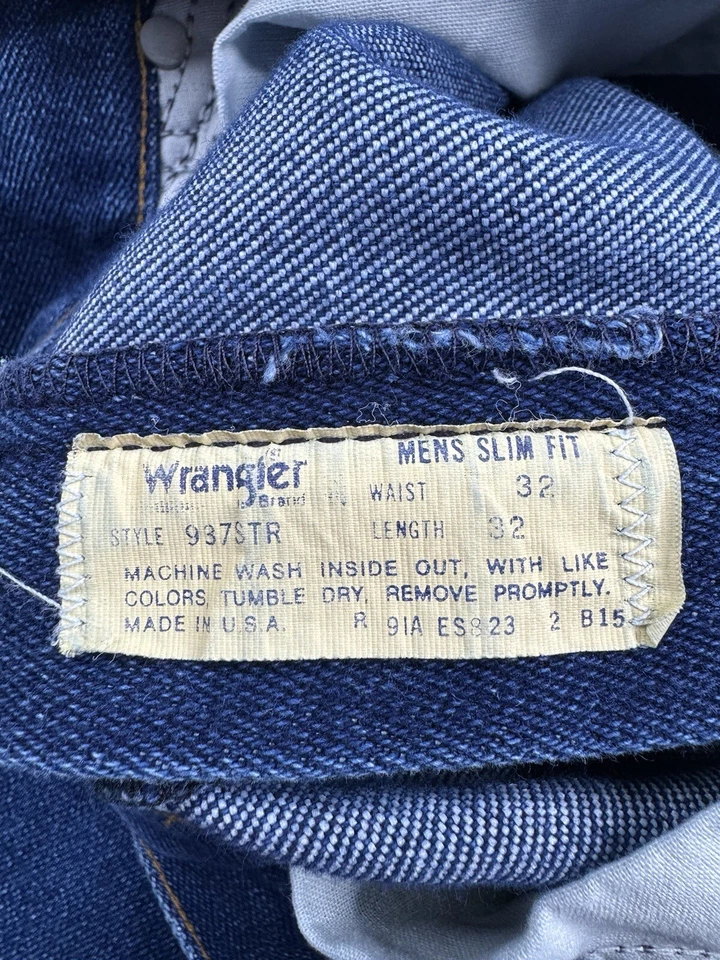 MENS SLIM FIT
Wrangler®
Brand
WAIST 32
STYLE 937STR LENGTH 32
MACHINE WASH INSIDE OUT, WITH LIKE
COLORS, TUMBLE DRY, REMOVE PROMPTLY.
MADE IN U.S.A. R 91A ES823 2 B15